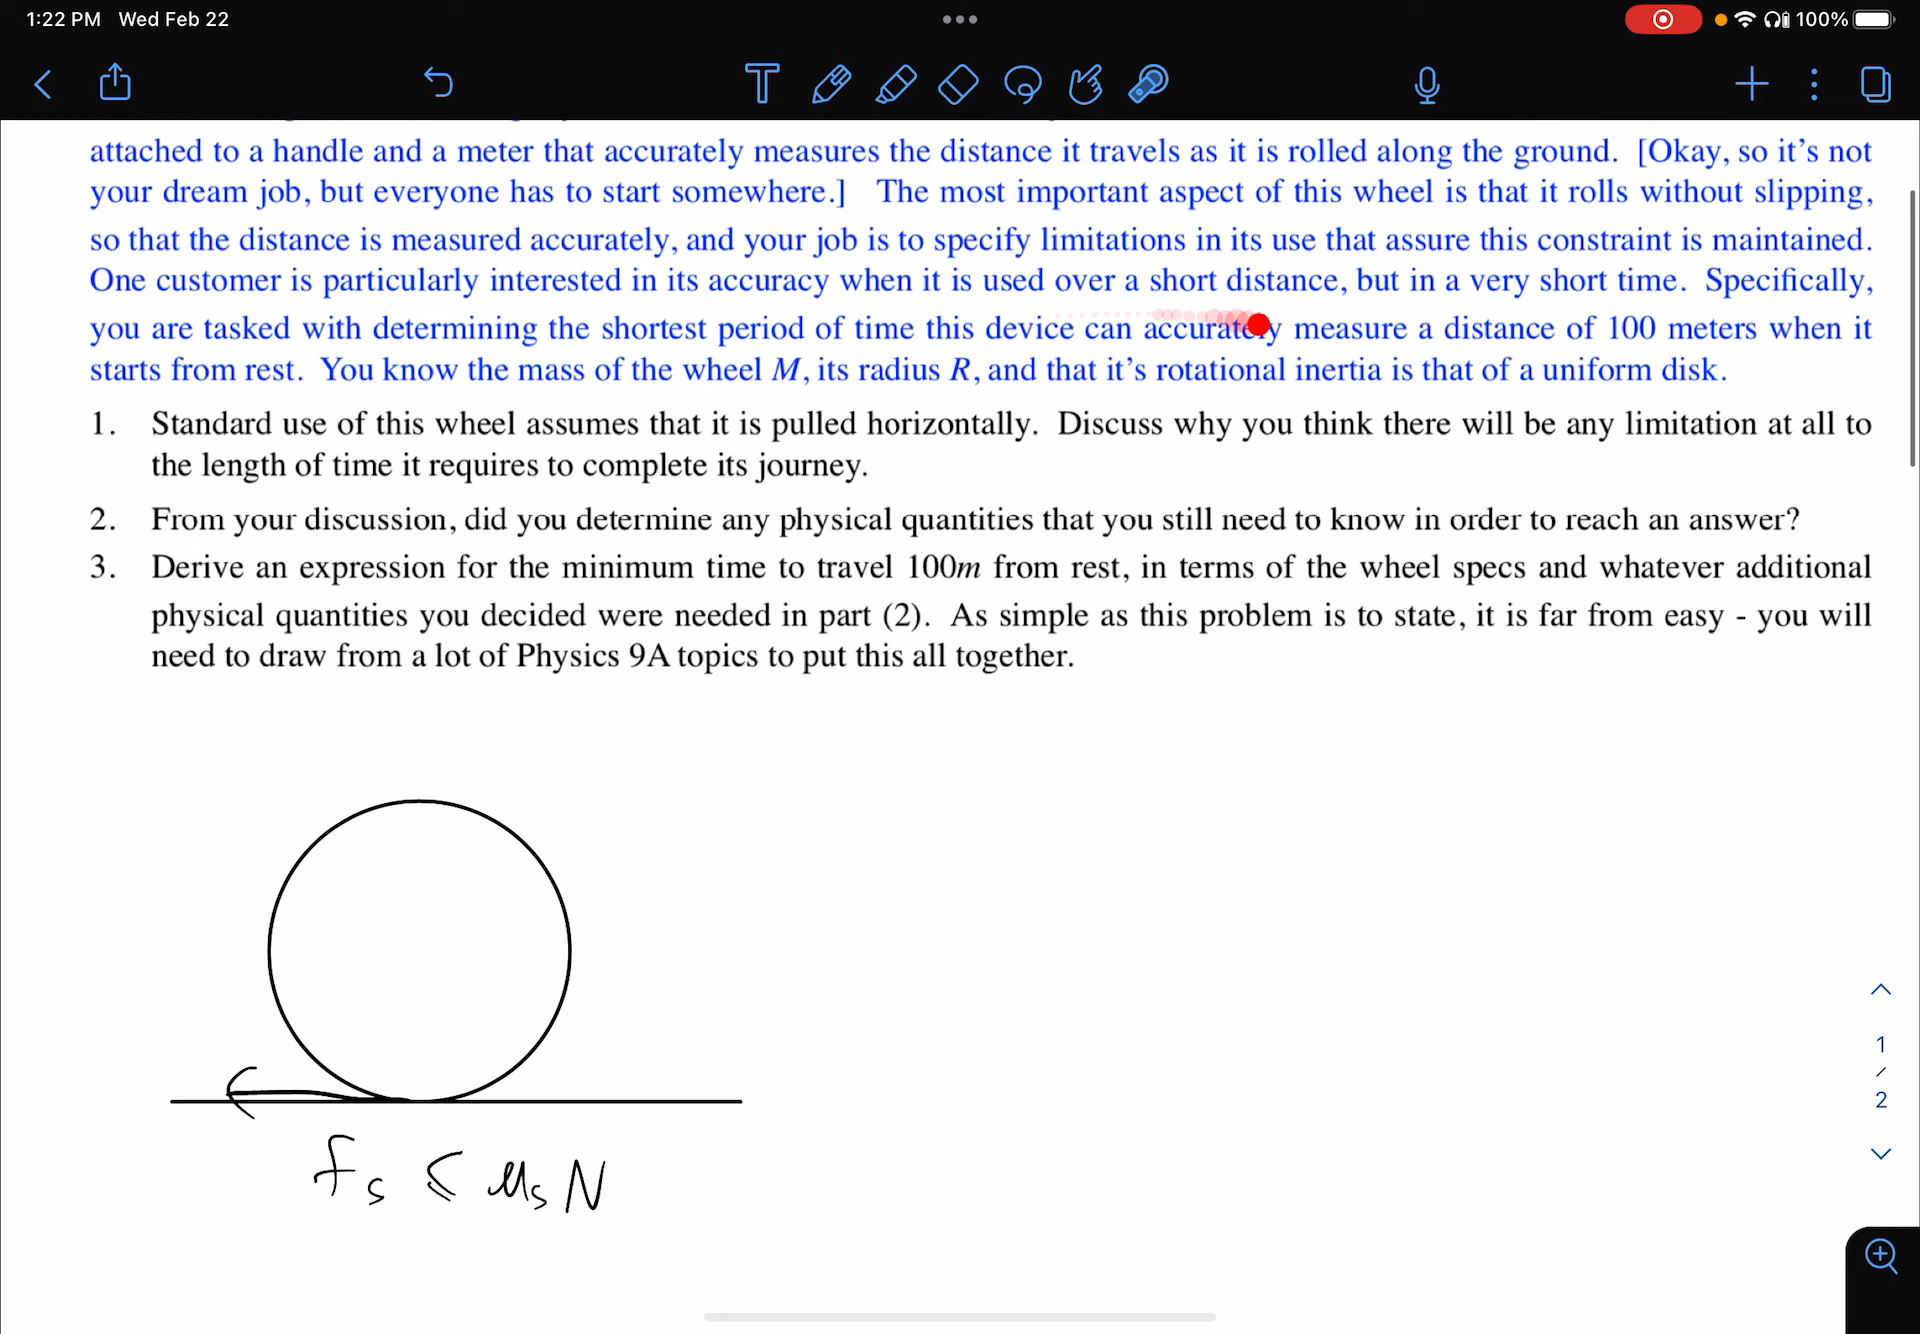 1:22 PM Wed Feb 22
100%
attached to a handle and a meter that accurately measures the distance it travels as it is rolled along the ground. [Okay, so it's not
your dream job, but everyone has to start somewhere.] The most important aspect of this wheel is that it rolls without slipping,
so that the distance is measured accurately, and your job is to specify limitations in its use that assure this constraint is maintained.
One customer is particularly interested in its accuracy when it is used over a short distance, but in a very short time. Specifically,
you are tasked with determining the shortest period of time this device can accurately measure a distance of 100 meters when it
starts from rest. You know the mass of the wheel M, its radius R, and that it's rotational inertia is that of a uniform disk.
1. Standard use of this wheel assumes that it is pulled horizontally. Discuss why you think there will be any limitation at all to
the length of time it requires to complete its journey.
2. From your discussion, did you determine any physical quantities that you still need to know in order to reach an answer?
3. Derive an expression for the minimum time to travel 100m from rest, in terms of the wheel specs and whatever additional
physical quantities you decided were needed in part (2). As simple as this problem is to state, it is far from easy - you will
need to draw from a lot of Physics 9A topics to put this all together.
fs ≤ μs N
1
/
2